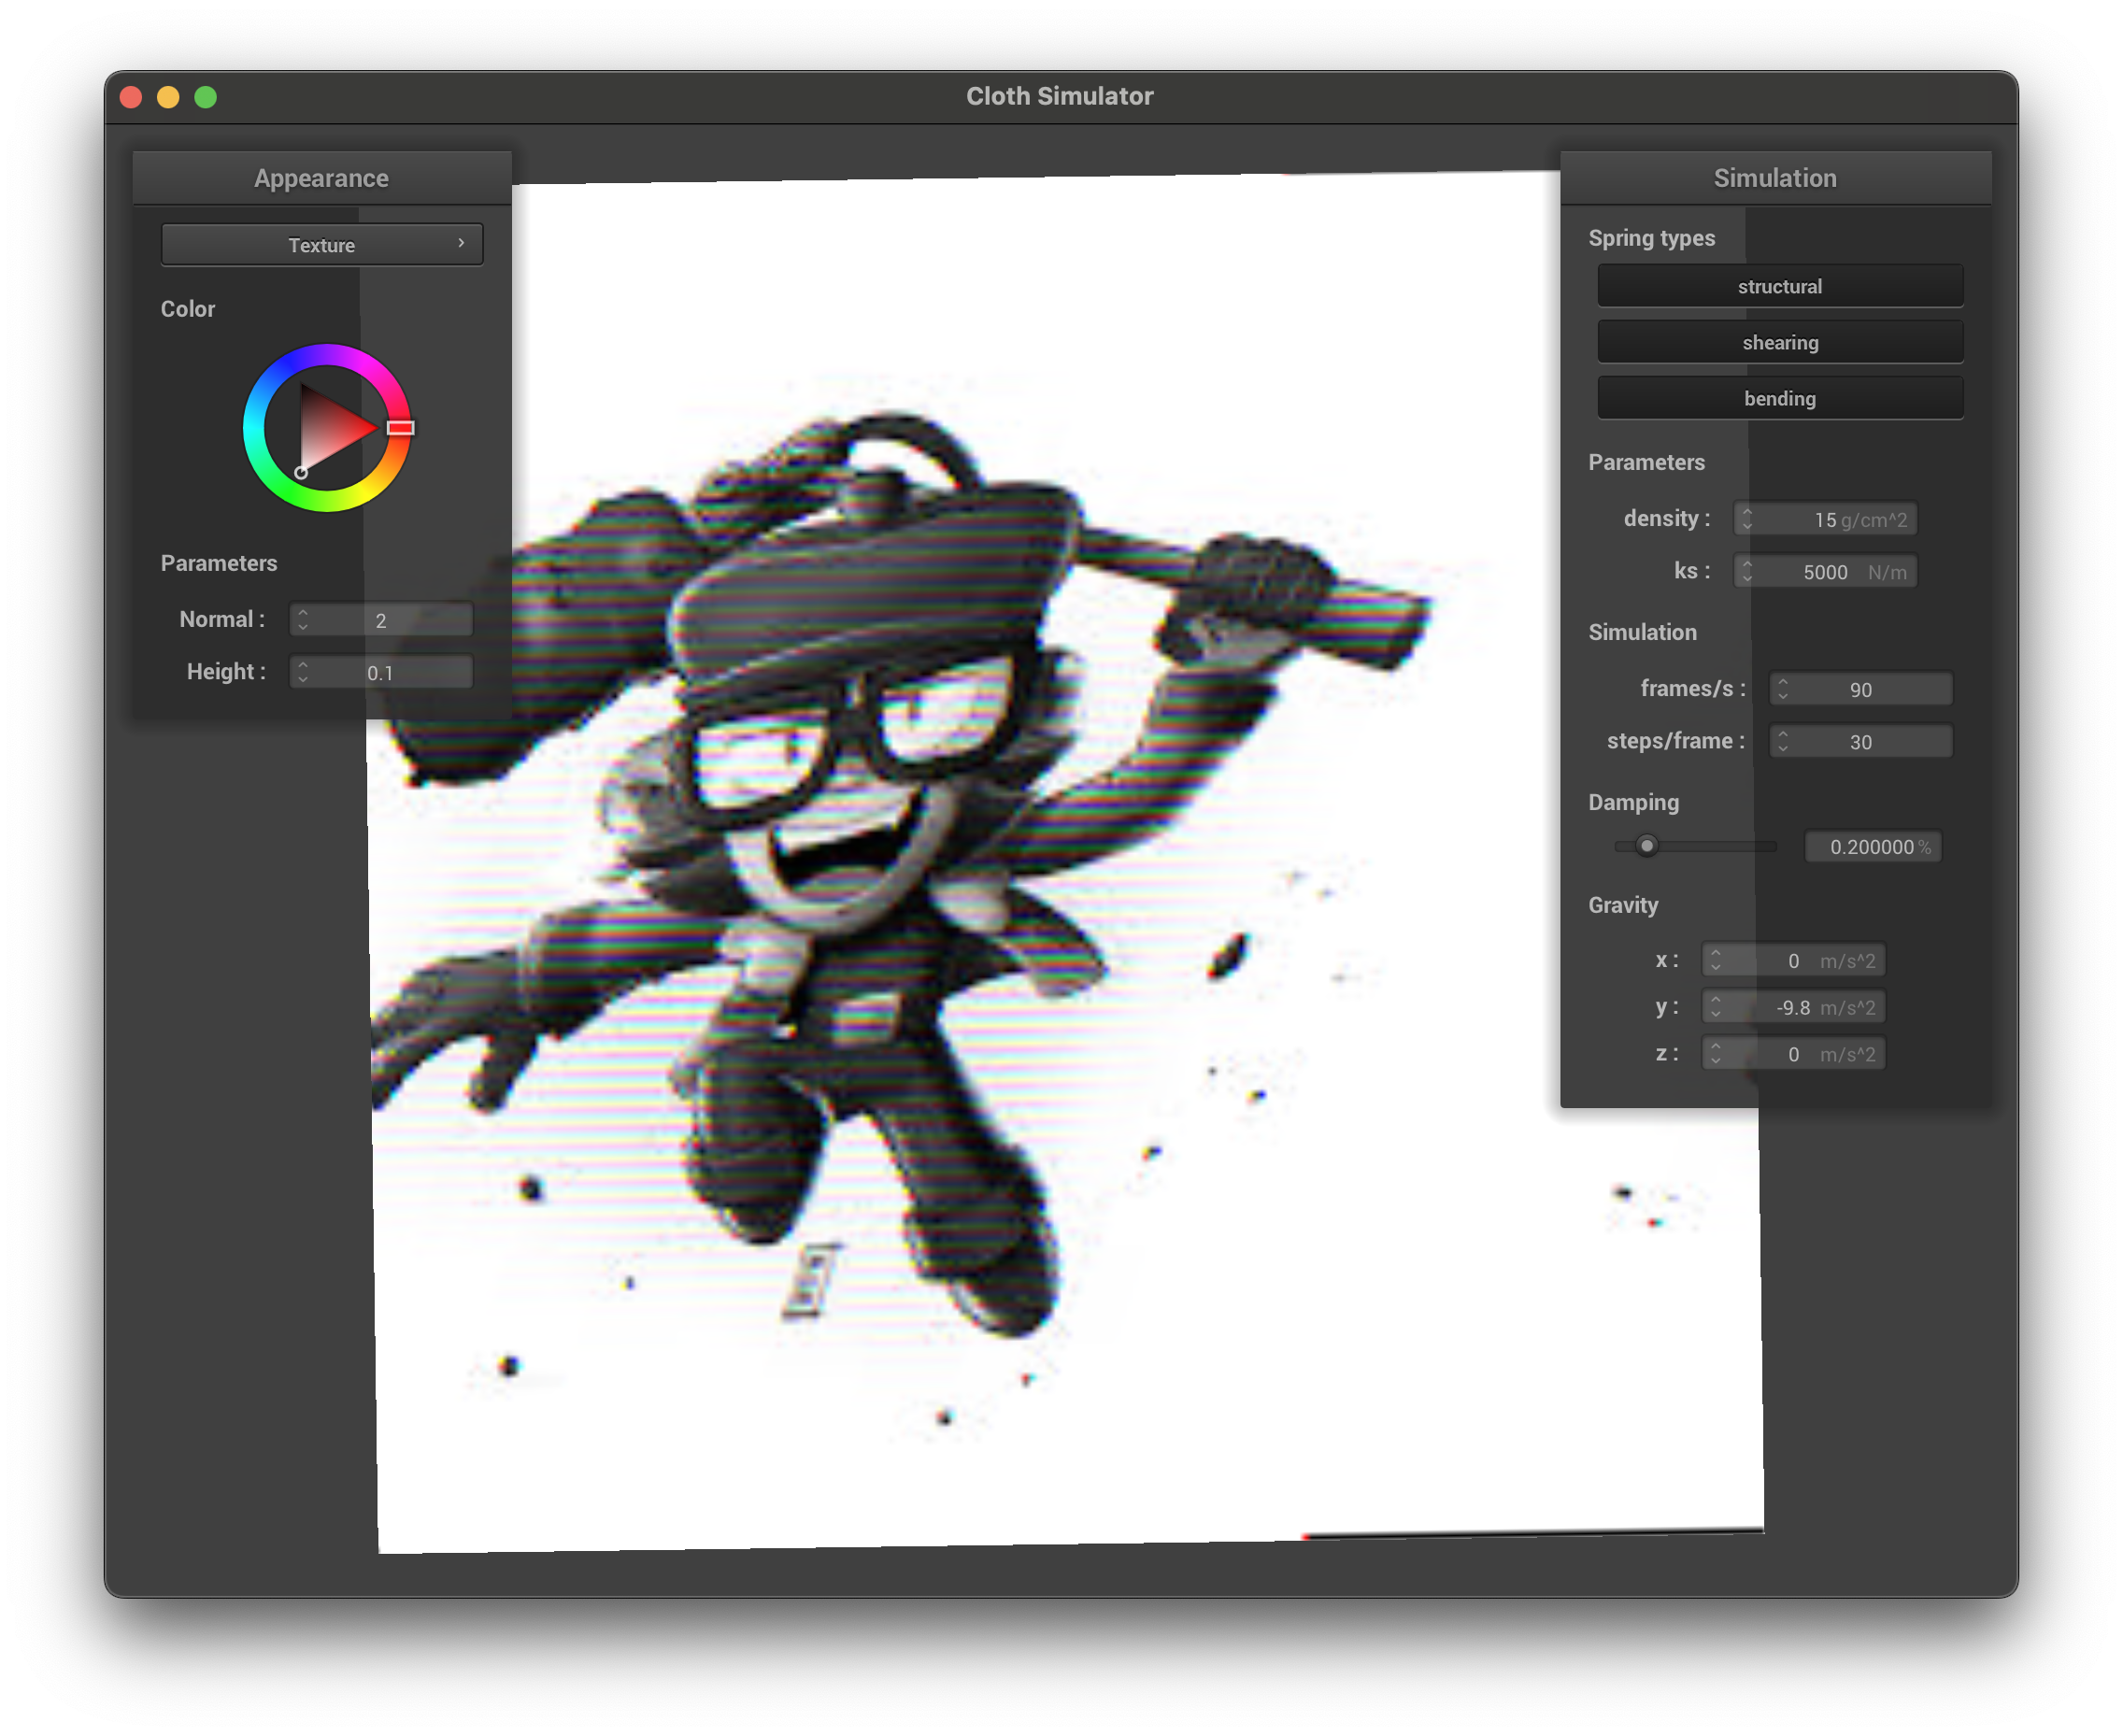 Cloth Simulator
Appearance
Texture
Color
Parameters
Normal : 2
Height : 0.1
Simulation
Spring types
structural
shearing
bending
Parameters
density : 15 g/cm^2
ks : 5000 N/m
Simulation
frames/s : 90
steps/frame : 30
Damping
0.200000 %
Gravity
x : 0 m/s^2
y : -9.8 m/s^2
z : 0 m/s^2